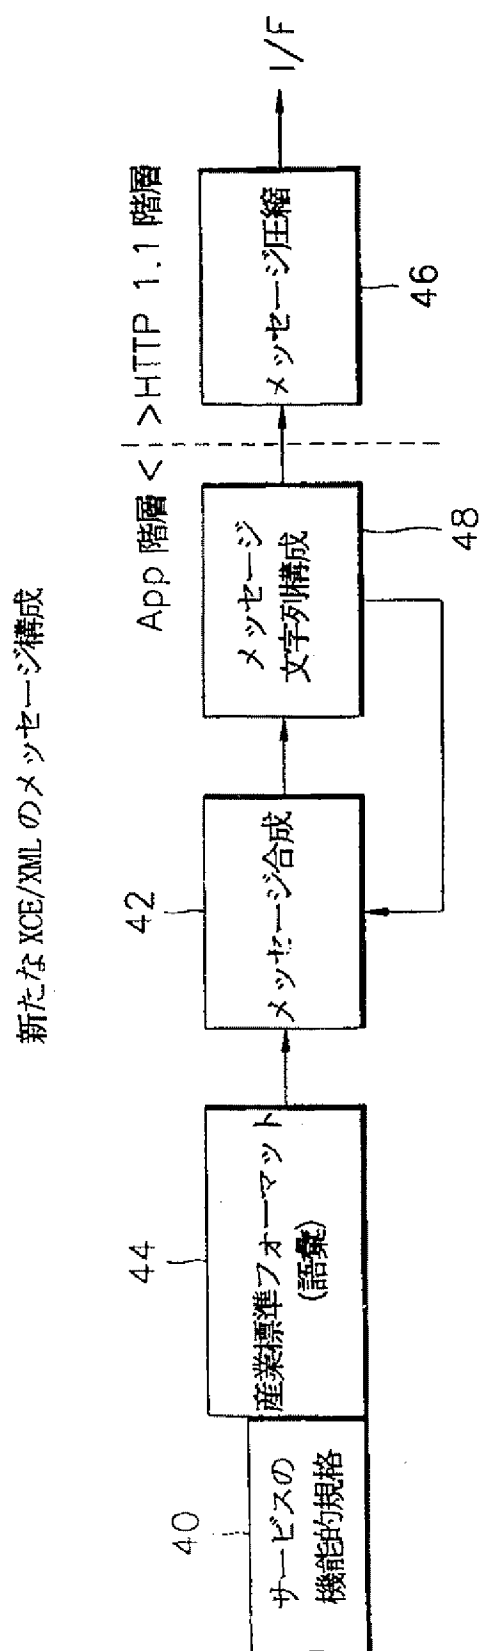 新たな XCE/XML のメッセージ構成
App 階層 < > HTTP 1.1 階層
40
サービスの
機能的規格
44
産業標準フォーマット
(語彙)
42
メッセージ合成
メッセージ
文字列構成
48
メッセージ圧縮
46
I/F